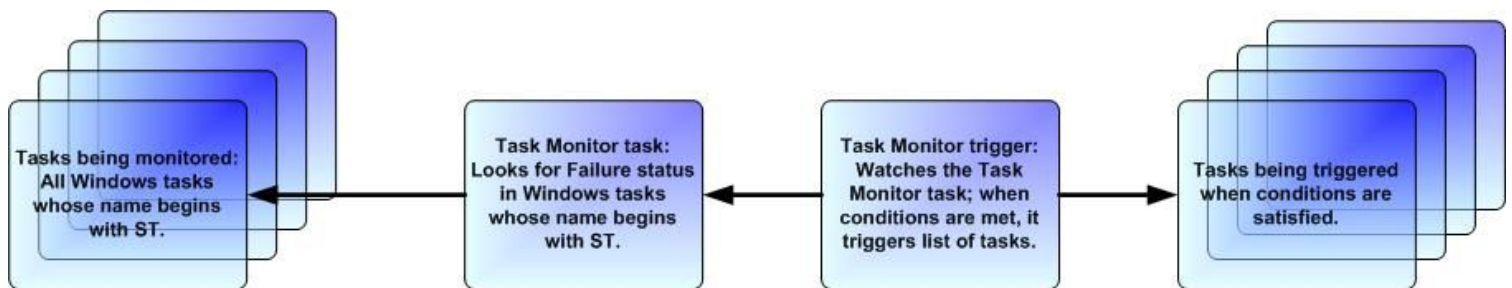 Tasks being monitored:
All Windows tasks
whose name begins
with ST.
Task Monitor task:
Looks for Failure status
in Windows tasks
whose name begins
with ST.
Task Monitor trigger:
Watches the Task
Monitor task; when
conditions are met, it
triggers list of tasks.
Tasks being triggered
when conditions are
satisfied.